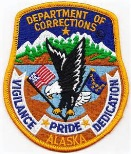 DEPARTMENT OF
CORRECTIONS
VIGILANCE
PRIDE
DEDICATION
ALASKA